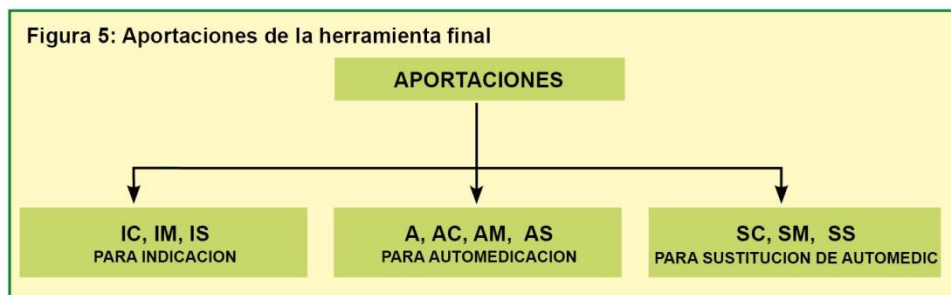 Figura 5: Aportaciones de la herramienta final
APORTACIONES
IC, IM, IS
PARA INDICACION
A, AC, AM, AS
PARA AUTOMEDICACION
SC, SM, SS
PARA SUSTITUCION DE AUTOMEDIC